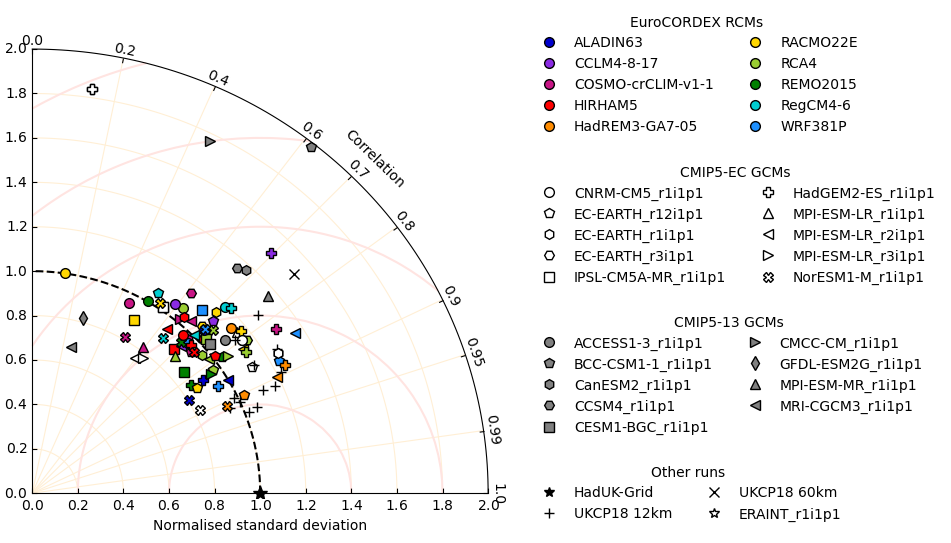 EuroCORDEX RCMs
ALADIN63 RACMO22E
CCLM4-8-17 RCA4
COSMO-crCLIM-v1-1 REMO2015
HIRHAM5 RegCM4-6
HadREM3-GA7-05 WRF381P
CMIP5-EC GCMs
CNRM-CM5_r1i1p1 HadGEM2-ES_r1i1p1
EC-EARTH_r12i1p1 MPI-ESM-LR_r1i1p1
EC-EARTH_r1i1p1 MPI-ESM-LR_r2i1p1
EC-EARTH_r3i1p1 MPI-ESM-LR_r3i1p1
IPSL-CM5A-MR_r1i1p1 NorESM1-M_r1i1p1
CMIP5-13 GCMs
ACCESS1-3_r1i1p1 CMCC-CM_r1i1p1
BCC-CSM1-1_r1i1p1 GFDL-ESM2G_r1i1p1
CanESM2_r1i1p1 MPI-ESM-MR_r1i1p1
CCSM4_r1i1p1 MRI-CGCM3_r1i1p1
CESM1-BGC_r1i1p1
Other runs
HadUK-Grid UKCP18 60km
UKCP18 12km ERAINT_r1i1p1
0.0 0.2 0.4 0.6 0.7 0.8 0.9 0.95 0.99 1.0
Correlation
2.0
1.8
1.6
1.4
1.2
1.0
0.8
0.6
0.4
0.2
0.0
0.0 0.2 0.4 0.6 0.8 1.0 1.2 1.4 1.6 1.8 2.0
Normalised standard deviation